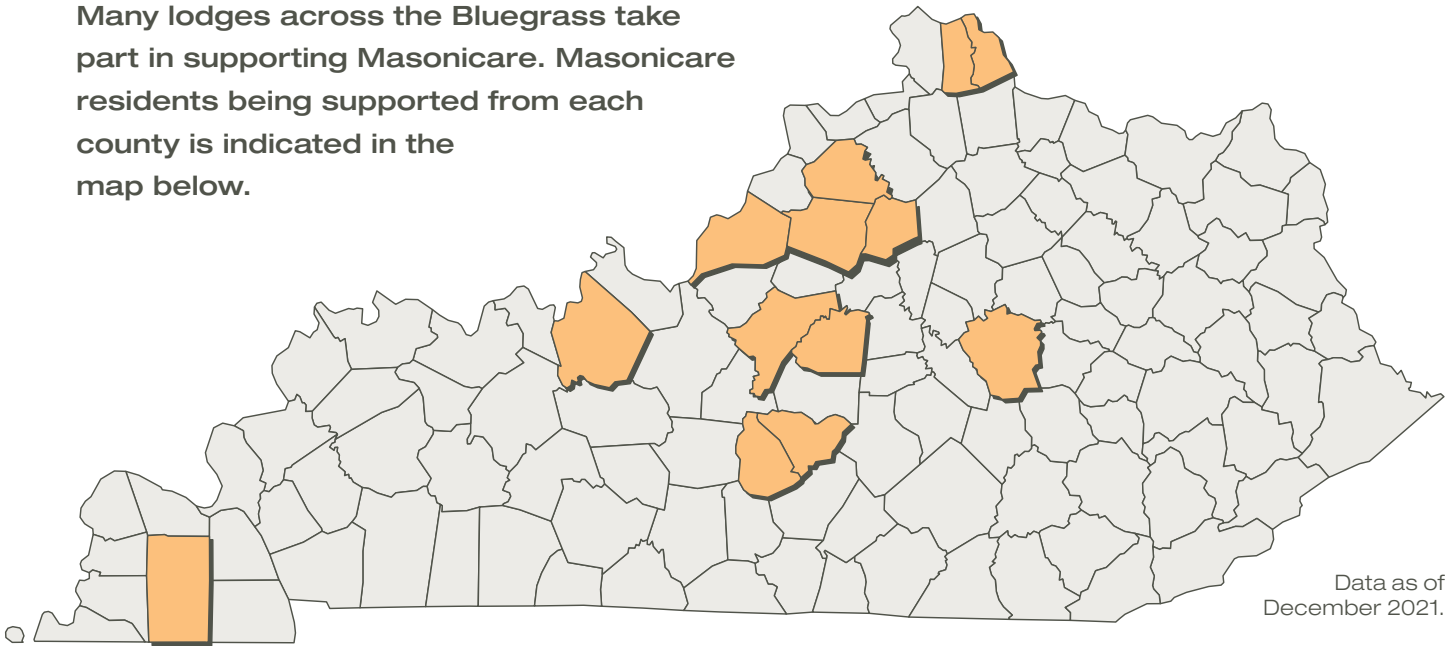 Many lodges across the Bluegrass take
part in supporting Masonicare. Masonicare
residents being supported from each
county is indicated in the
map below.
Data as of
December 2021.